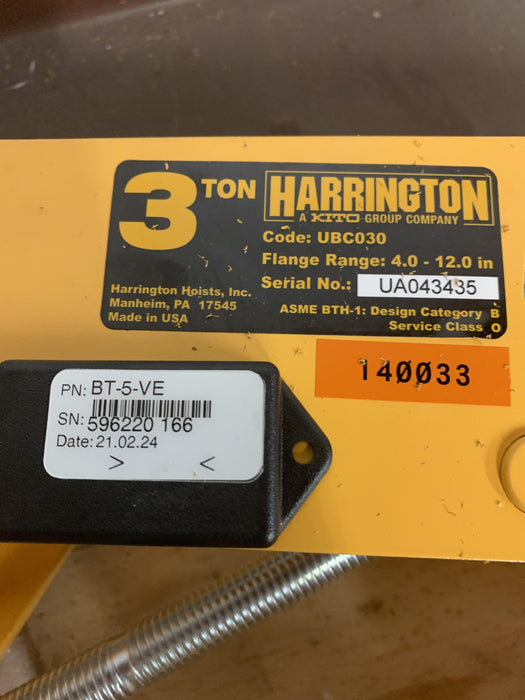 3 TON
HARRINGTON
A KITO GROUP COMPANY
Code: UBC030
Flange Range: 4.0 - 12.0 in
Serial No.: UA043435
Harrington Hoists, Inc.
Manheim, PA 17545
Made in USA
ASME BTH-1: Design Category B
Service Class 0
140033
PN: BT-5-VE
SN: 596220 166
Date: 21.02.24
> <